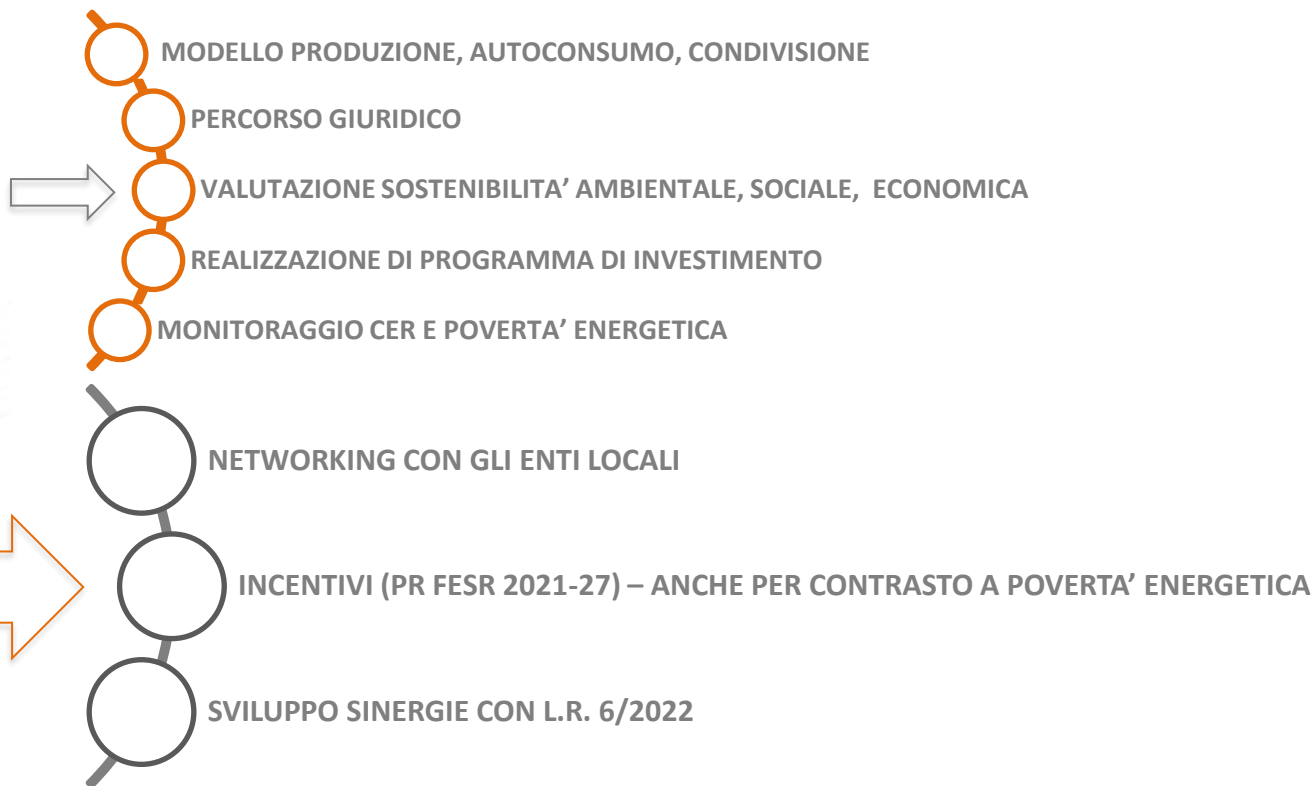 MODELLO PRODUZIONE, AUTOCONSUMO, CONDIVISIONE
PERCORSO GIURIDICO
VALUTAZIONE SOSTENIBILITA’ AMBIENTALE, SOCIALE, ECONOMICA
REALIZZAZIONE DI PROGRAMMA DI INVESTIMENTO
MONITORAGGIO CER E POVERTA’ ENERGETICA
NETWORKING CON GLI ENTI LOCALI
INCENTIVI (PR FESR 2021-27) – ANCHE PER CONTRASTO A POVERTA’ ENERGETICA
SVILUPPO SINERGIE CON L.R. 6/2022